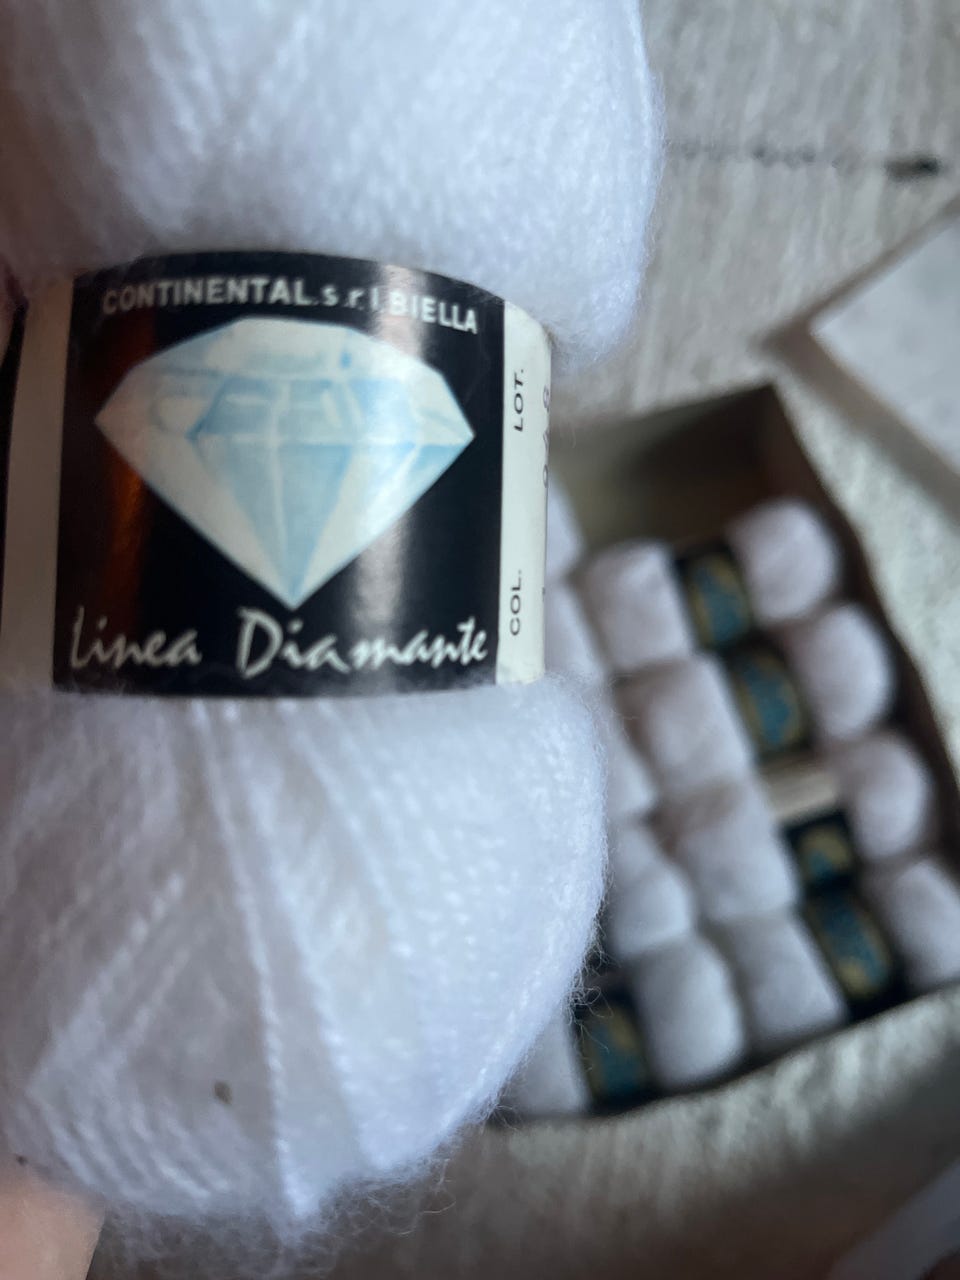 CONTINENTAL s.r.l BIELLA
Linea Diamante
LOT.
COL.